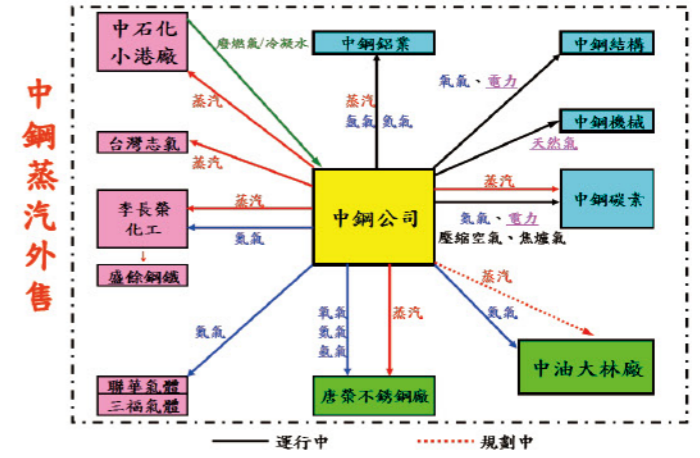 中鋼蒸汽外售
中石化
小港廠
廢燃氣/冷凝水
中鋼鋁業
中鋼結構
蒸汽
蒸汽
氬氣 氮氣
氧氣、電力
台灣志氣
蒸汽
中鋼機械
天然氣
李長榮
化工
蒸汽
氮氣
中鋼公司
蒸汽
氮氣、電力
壓縮空氣、焦爐氣
中鋼碳素
↓
盛餘鋼鐵
氮氣
氧氣
氮氣
氬氣
蒸汽
蒸汽
氮氣
中油大林廠
聯華氣體
三福氣體
唐榮不銹鋼廠
運行中
規劃中